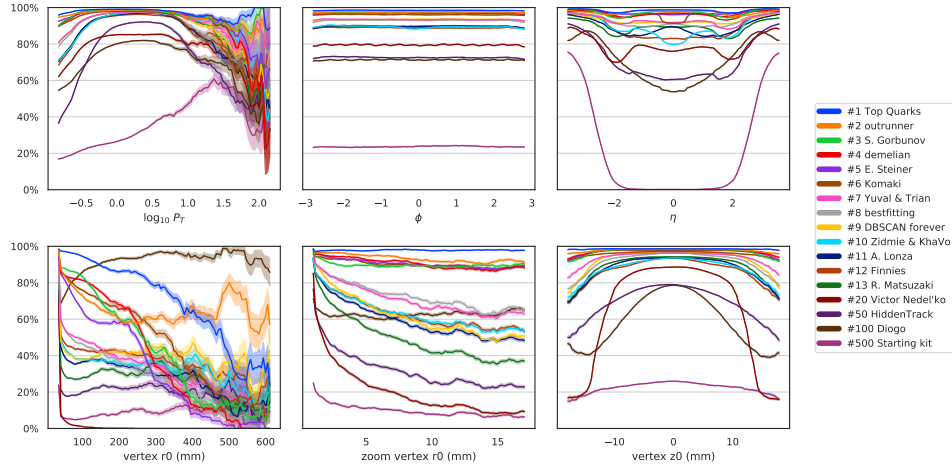 100%
80%
60%
40%
20%
0%
−0.5 0.0 0.5 1.0 1.5 2.0
log₁₀ P_T
−3 −2 −1 0 1 2 3
ϕ
−2 0 2
η
100%
80%
60%
40%
20%
0%
100 200 300 400 500 600
vertex r0 (mm)
5 10 15
zoom vertex r0 (mm)
−10 0 10
vertex z0 (mm)
#1 Top Quarks
#2 outrunner
#3 S. Gorbunov
#4 demelian
#5 E. Steiner
#6 Komaki
#7 Yuval & Trian
#8 bestfitting
#9 DBSCAN forever
#10 Zidmie & KhaVo
#11 A. Lonza
#12 Finnies
#13 R. Matsuzaki
#20 Victor Nedel'ko
#50 HiddenTrack
#100 Diogo
#500 Starting kit